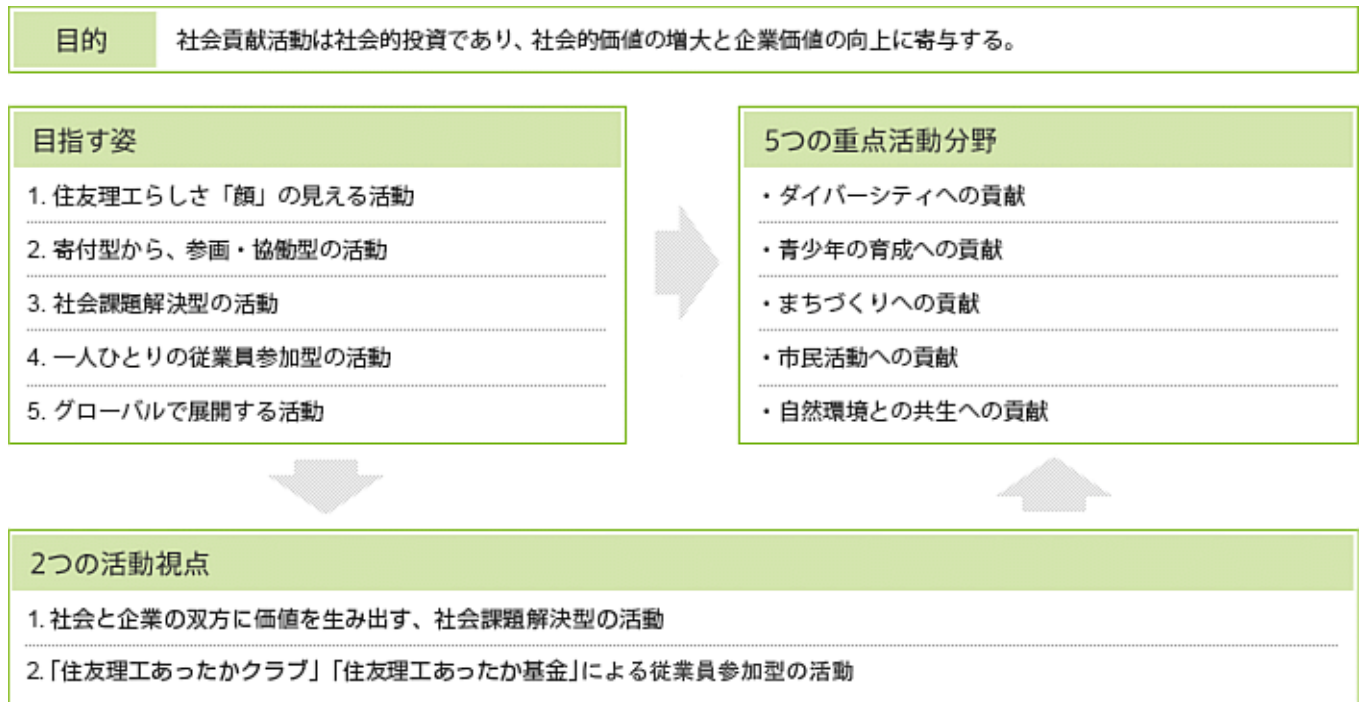 目的
社会貢献活動は社会的投資であり、社会的価値の増大と企業価値の向上に寄与する。
目指す姿
1. 住友理工らしさ「顔」の見える活動
2. 寄付型から、参画・協働型の活動
3. 社会課題解決型の活動
4. 一人ひとりの従業員参加型の活動
5. グローバルで展開する活動
5つの重点活動分野
・ダイバーシティへの貢献
・青少年の育成への貢献
・まちづくりへの貢献
・市民活動への貢献
・自然環境との共生への貢献
2つの活動視点
1. 社会と企業の双方に価値を生み出す、社会課題解決型の活動
2.「住友理工あったかクラブ」「住友理工あったか基金」による従業員参加型の活動